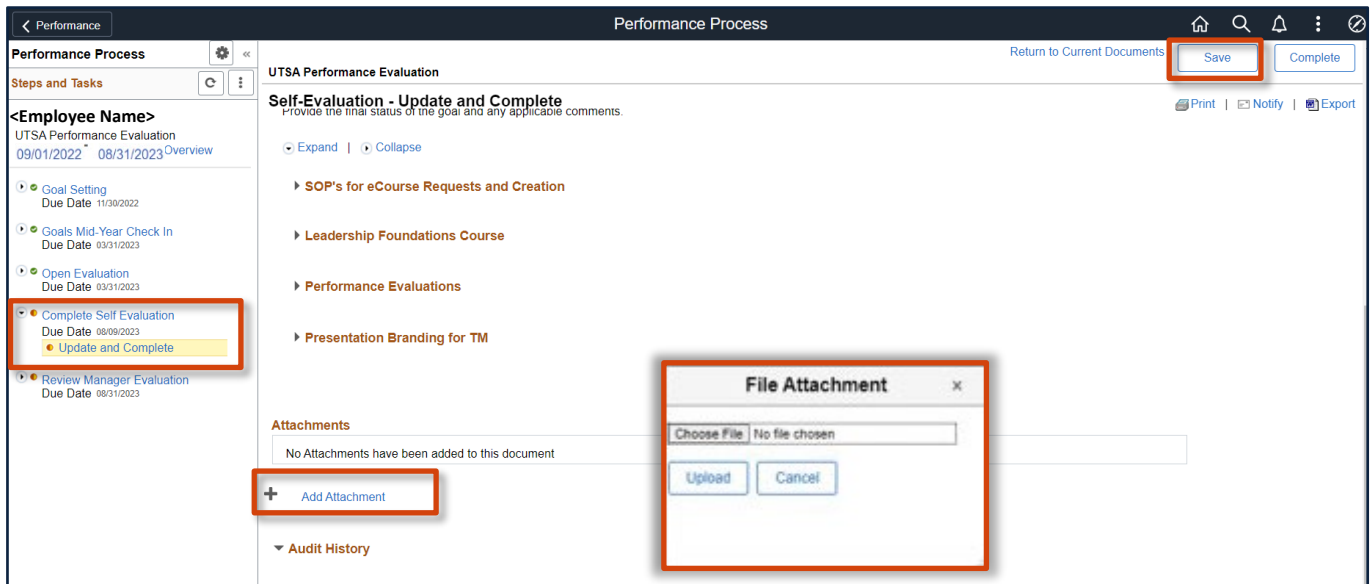 Performance
Performance Process
Performance Process
«
Return to Current Documents
Save
Complete
Steps and Tasks
UTSA Performance Evaluation
<Employee Name>
UTSA Performance Evaluation
09/01/2022 - 08/31/2023 Overview
Self-Evaluation - Update and Complete
Print | Notify | Export
Provide the final status of the goal and any applicable comments.
Expand | Collapse
Goal Setting
Due Date 11/30/2022
Goals Mid-Year Check In
Due Date 03/31/2023
Open Evaluation
Due Date 03/31/2023
Complete Self Evaluation
Due Date 08/09/2023
Update and Complete
Review Manager Evaluation
Due Date 08/31/2023
SOP's for eCourse Requests and Creation
Leadership Foundations Course
Performance Evaluations
Presentation Branding for TM
Attachments
No Attachments have been added to this document
+ Add Attachment
Audit History
File Attachment ×
Choose File No file chosen
Upload Cancel